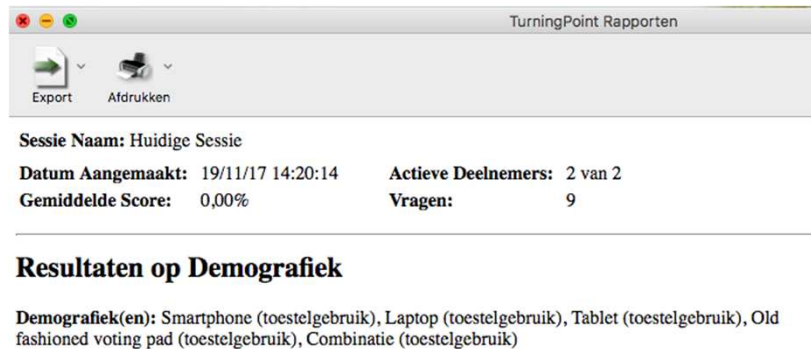 TurningPoint Rapporten
Export
Afdrukken
Sessie Naam: Huidige Sessie
Datum Aangemaakt: 19/11/17 14:20:14 Actieve Deelnemers: 2 van 2
Gemiddelde Score: 0,00% Vragen: 9
Resultaten op Demografiek
Demografiek(en): Smartphone (toestelgebruik), Laptop (toestelgebruik), Tablet (toestelgebruik), Old
fashioned voting pad (toestelgebruik), Combinatie (toestelgebruik)